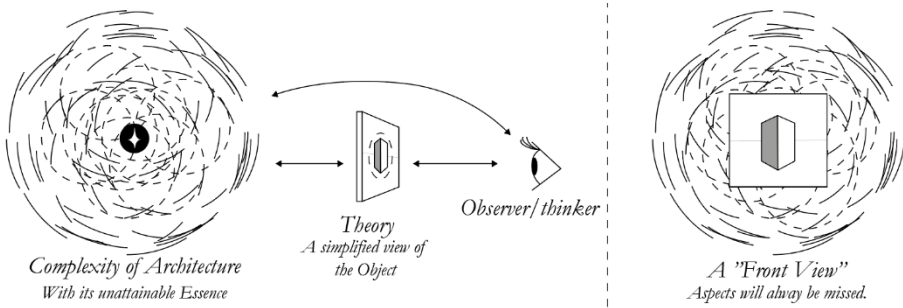 Complexity of Architecture
With its unattainable Essence
Theory
A simplified view of
the Object
Observer/thinker
A "Front View"
Aspects will alway be missed.